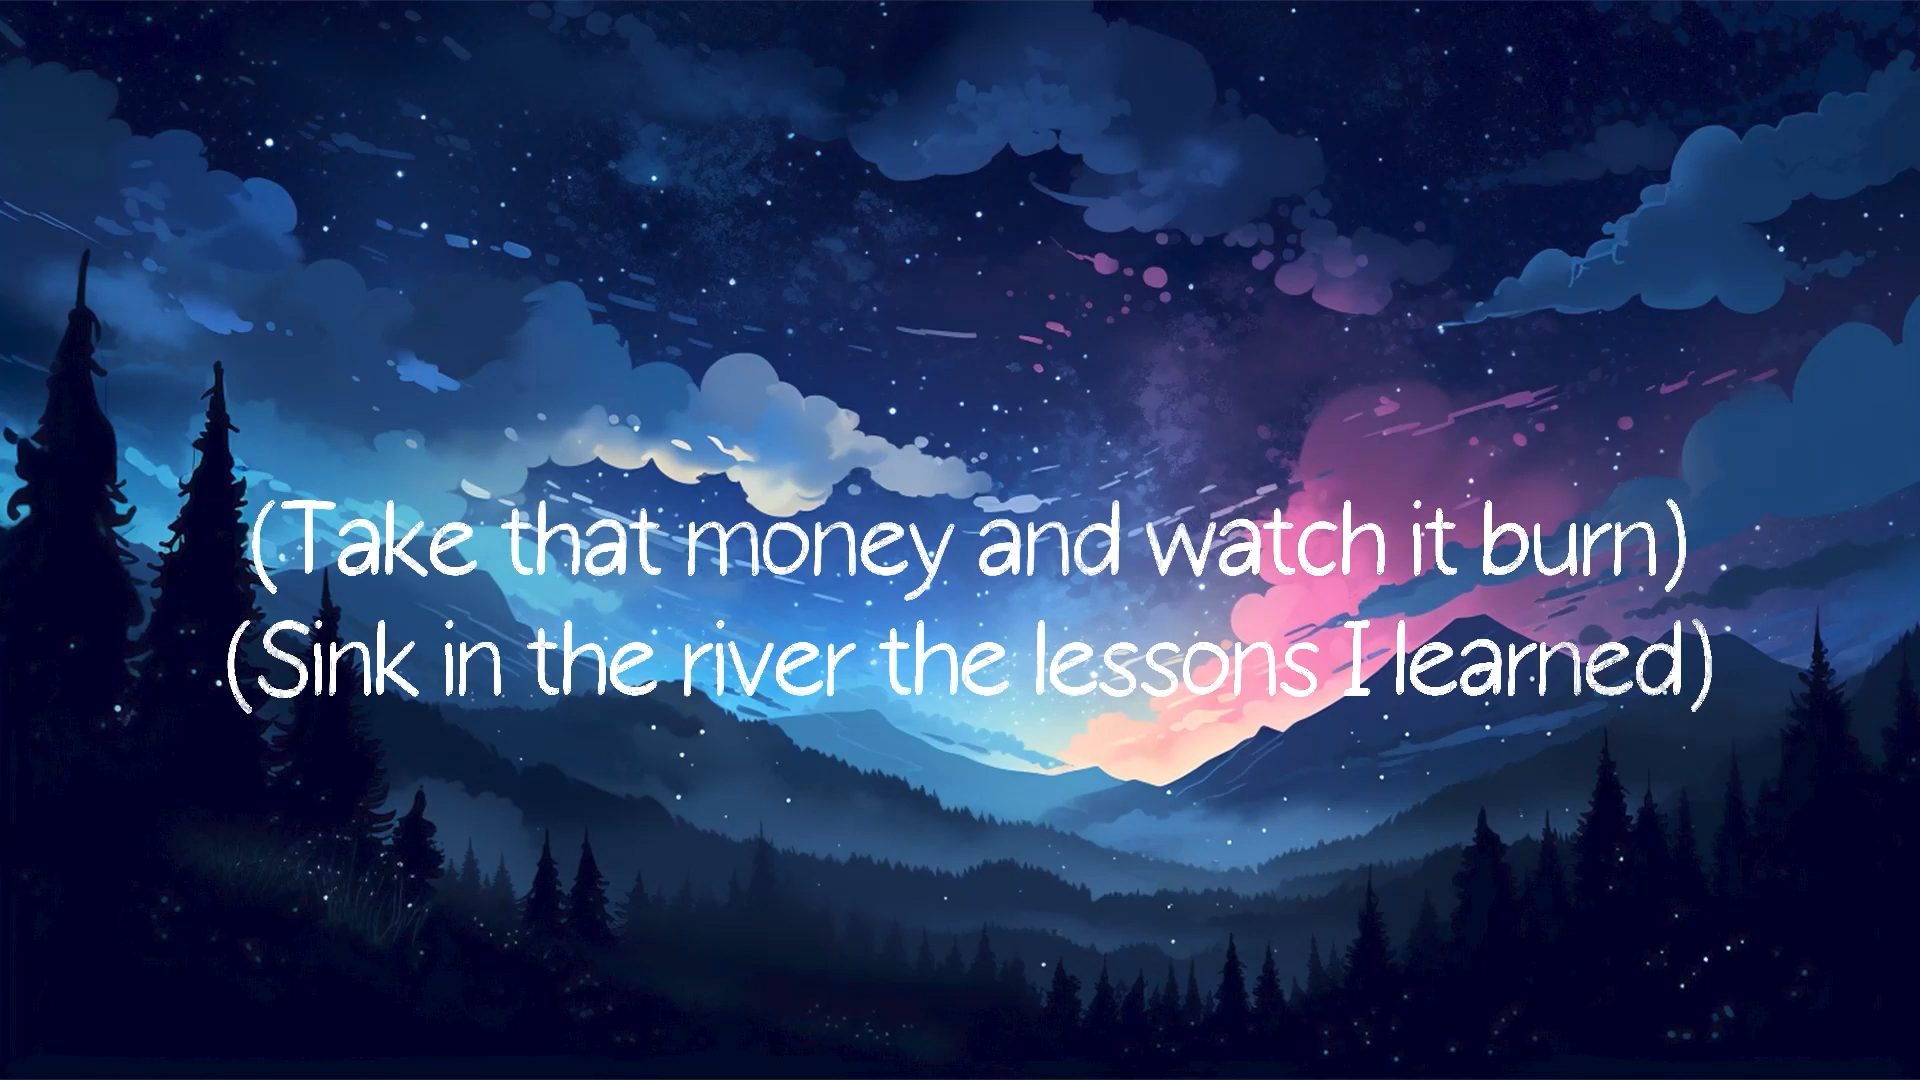 (Take that money and watch it burn)
(Sink in the river the lessons I learned)